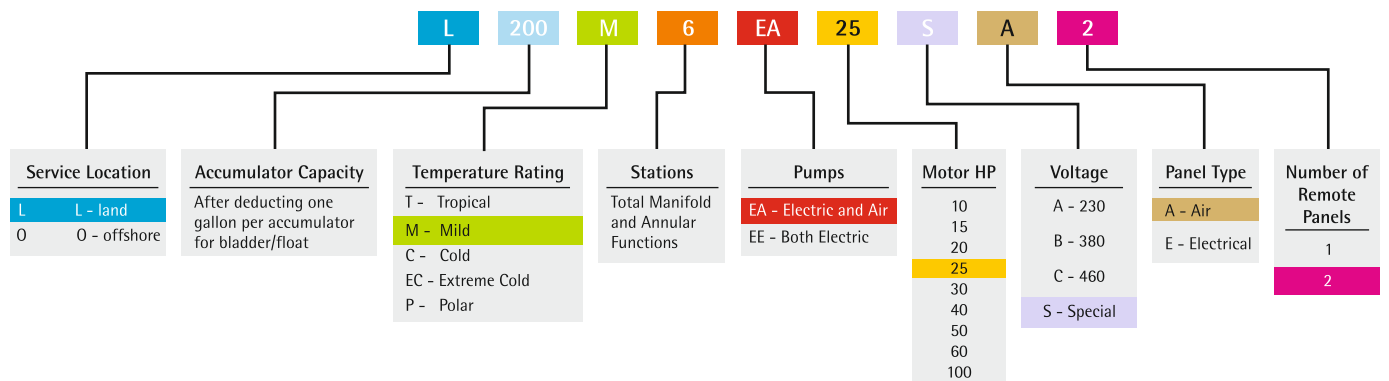 L 200 M 6 EA 25 S A 2
Service Location
L L - land
O O - offshore
Accumulator Capacity
After deducting one
gallon per accumulator
for bladder/float
Temperature Rating
T - Tropical
M - Mild
C - Cold
EC - Extreme Cold
P - Polar
Stations
Total Manifold
and Annular
Functions
Pumps
EA - Electric and Air
EE - Both Electric
Motor HP
10
15
20
25
30
40
50
60
100
Voltage
A - 230
B - 380
C - 460
S - Special
Panel Type
A - Air
E - Electrical
Number of
Remote
Panels
1
2